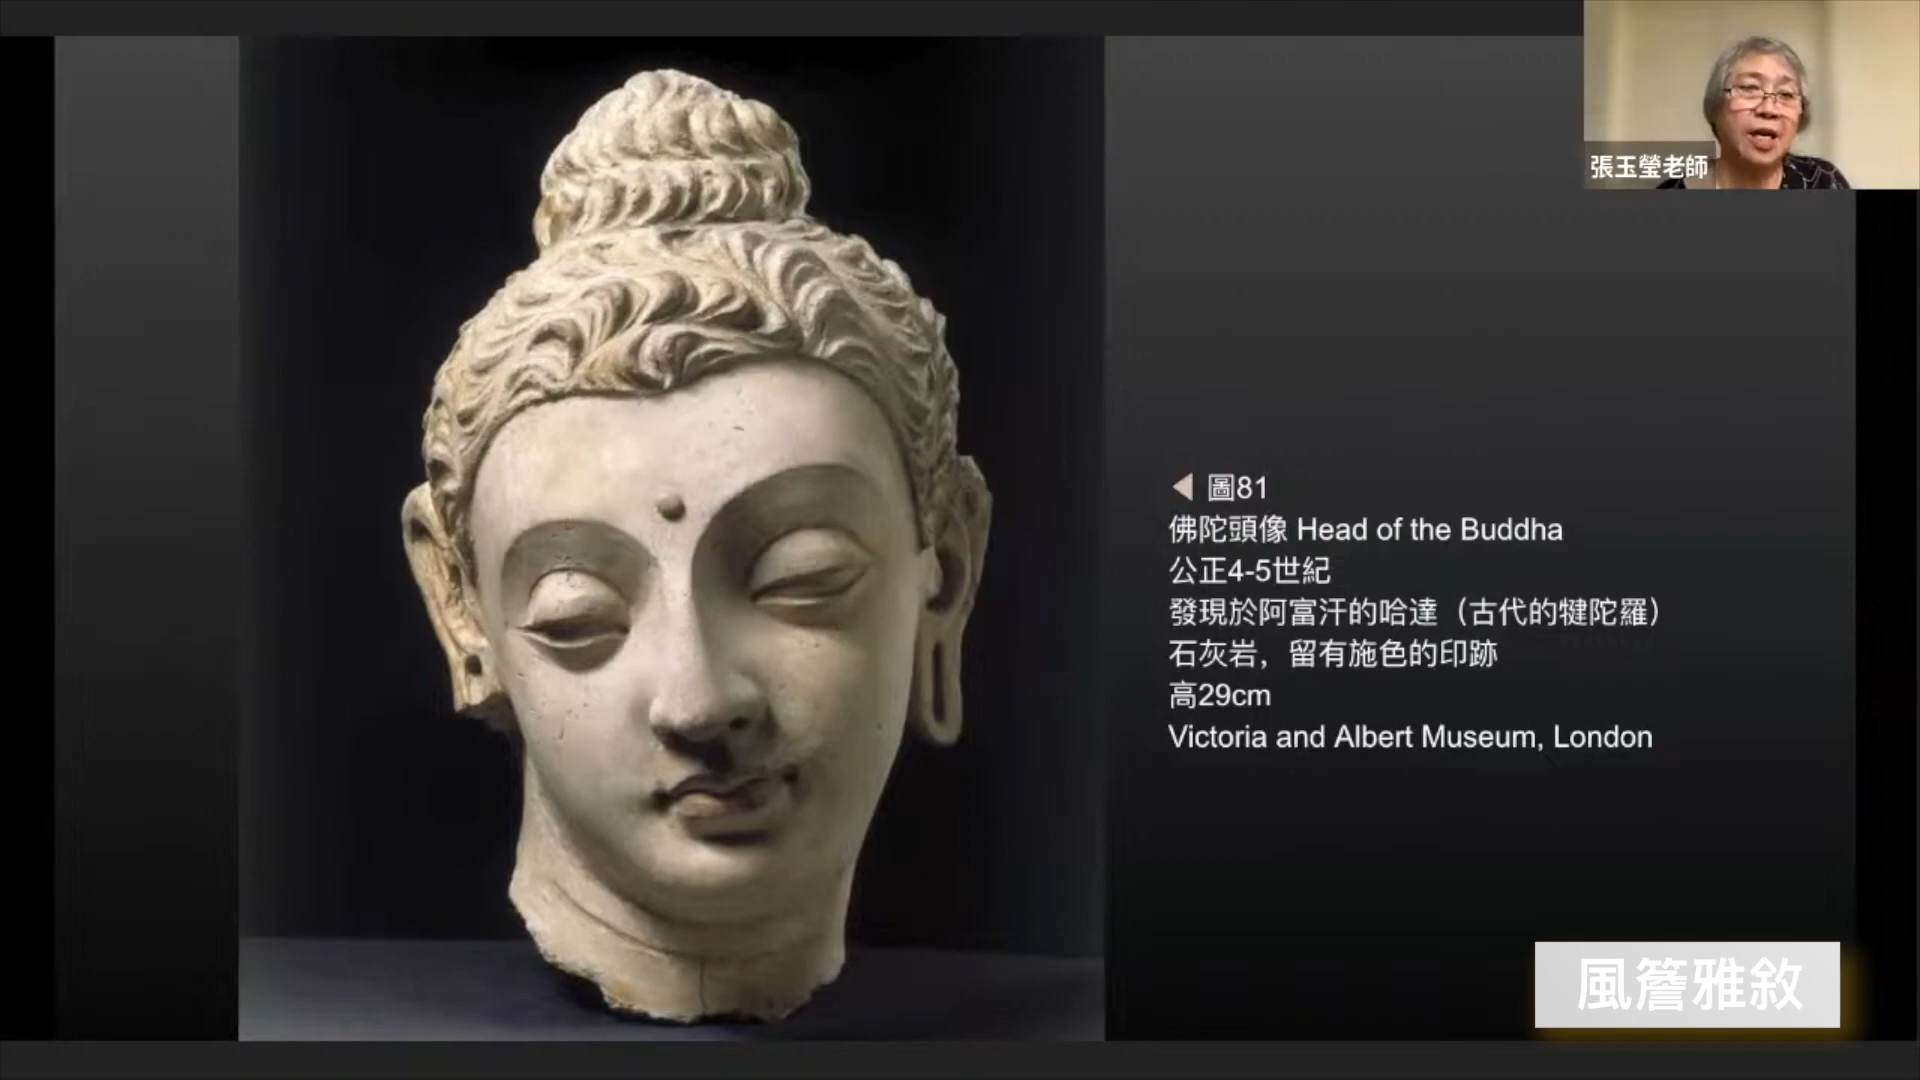 張玉瑩老師
◀ 圖81
佛陀頭像 Head of the Buddha
公正4-5世紀
發現於阿富汗的哈達（古代的犍陀羅）
石灰岩，留有施色的印跡
高29cm
Victoria and Albert Museum, London
風簷雅敘